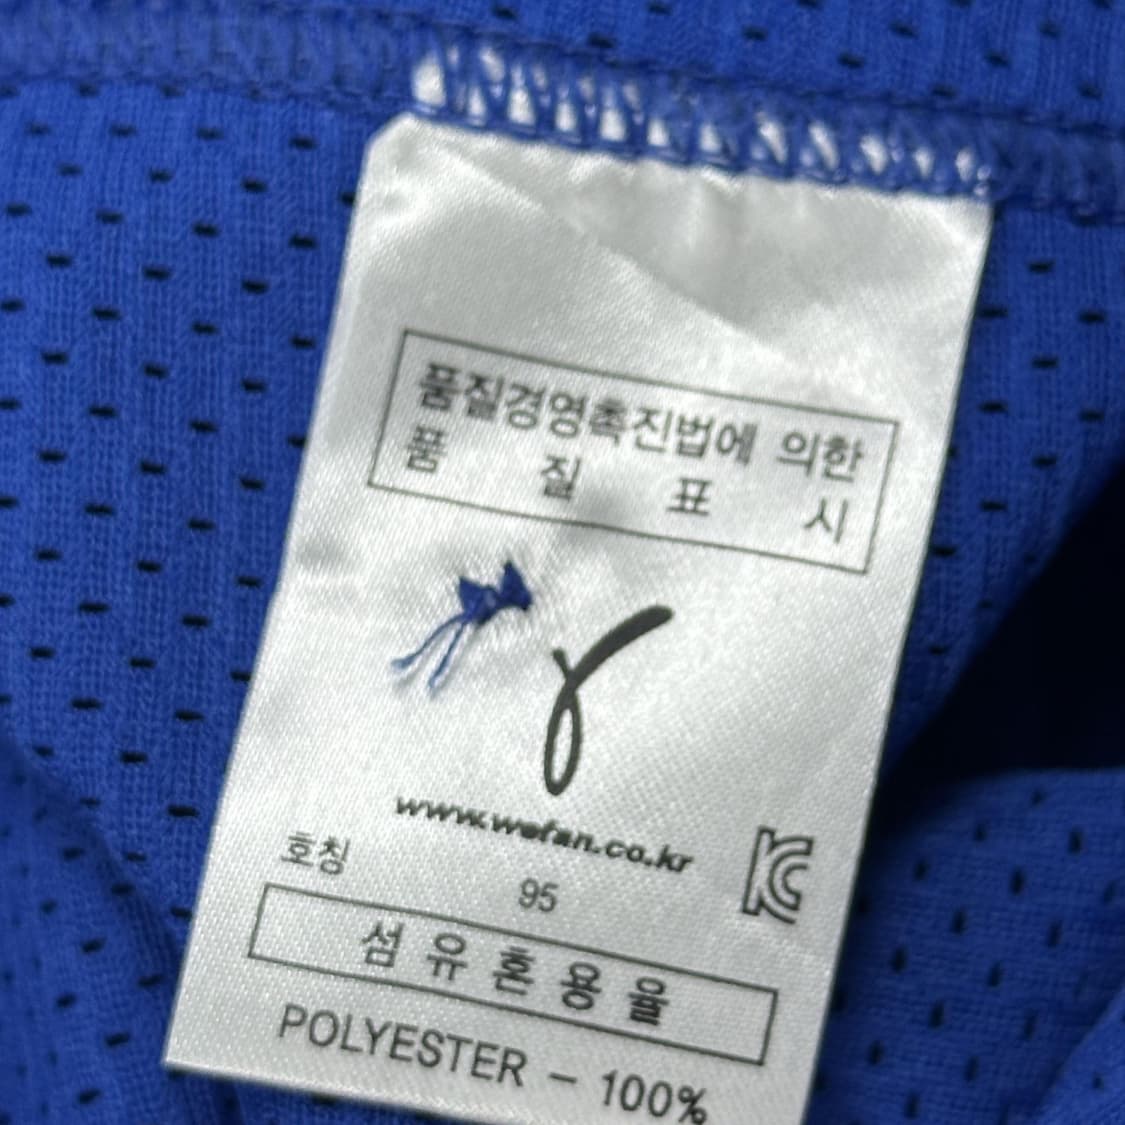 품질경영촉진법에 의한
품 질 표 시
www.wefan.co.kr
호칭
95
섬유혼용율
POLYESTER - 100%